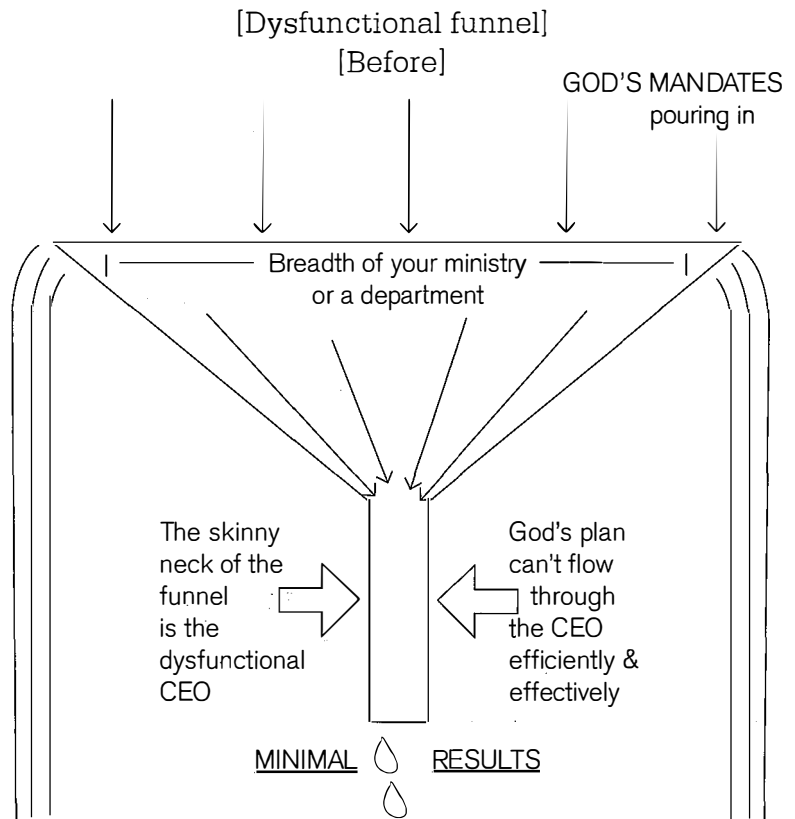 [Dysfunctional funnel]
[Before]
GOD'S MANDATES
pouring in
Breadth of your ministry
or a department
The skinny
neck of the
funnel
is the
dysfunctional
CEO
God's plan
can't flow
through
the CEO
efficiently &
effectively
MINIMAL RESULTS